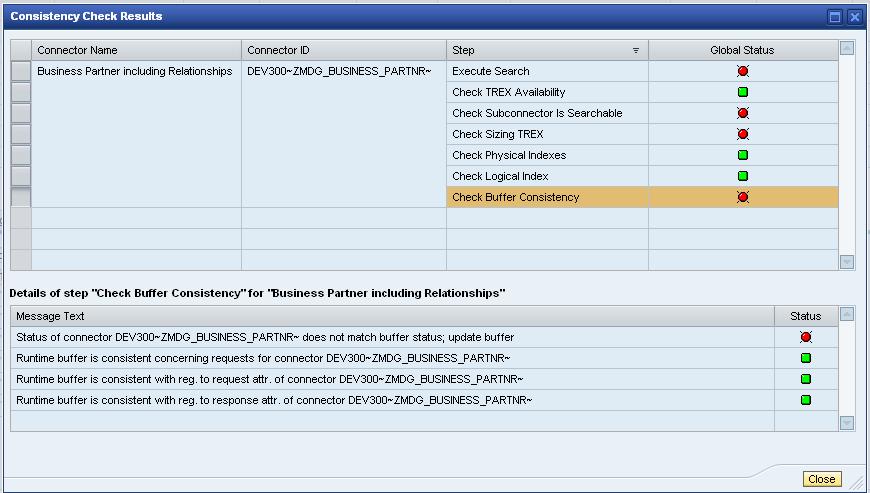 Consistency Check Results
Connector Name Connector ID Step Global Status
Business Partner including Relationships DEV300~ZMDG_BUSINESS_PARTNR~ Execute Search
Check TREX Availability
Check Subconnector Is Searchable
Check Sizing TREX
Check Physical Indexes
Check Logical Index
Check Buffer Consistency
Details of step "Check Buffer Consistency" for "Business Partner including Relationships"
Message Text Status
Status of connector DEV300~ZMDG_BUSINESS_PARTNR~ does not match buffer status; update buffer
Runtime buffer is consistent concerning requests for connector DEV300~ZMDG_BUSINESS_PARTNR~
Runtime buffer is consistent with reg. to request attr. of connector DEV300~ZMDG_BUSINESS_PARTNR~
Runtime buffer is consistent with reg. to response attr. of connector DEV300~ZMDG_BUSINESS_PARTNR~
Close